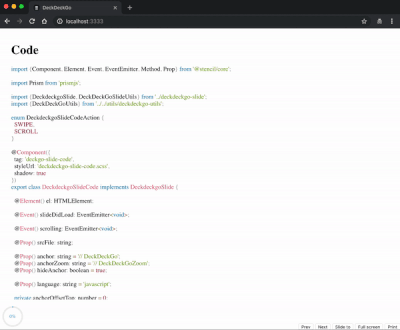 DeckDeckGo
localhost:3333
Code
import {Component, Element, Event, EventEmitter, Method, Prop} from '@stencil/core';
import Prism from 'prismjs';
import {DeckdeckgoSlide, DeckDeckGoSlideUtils} from '../deckdeckgo-slide';
import {DeckDeckGoUtils} from '../../utils/deckdeckgo-utils';
enum DeckdeckgoSlideCodeAction {
SWIPE,
SCROLL
}
@Component({
tag: 'deckgo-slide-code',
styleUrl: 'deckdeckgo-slide-code.scss',
shadow: true
})
export class DeckdeckgoSlideCode implements DeckdeckgoSlide {
@Element() el: HTMLElement;
@Event() slideDidLoad: EventEmitter<void>;
@Event() scrolling: EventEmitter<void>;
@Prop() srcFile: string;
@Prop() anchor: string = '// DeckDeckGo';
@Prop() anchorZoom: string = '// DeckDeckGoZoom';
@Prop() hideAnchor: boolean = true;
@Prop() language: string = 'javascript';
private anchorOffsetTop: number = 0;
Prev Next Slide to Full screen Print